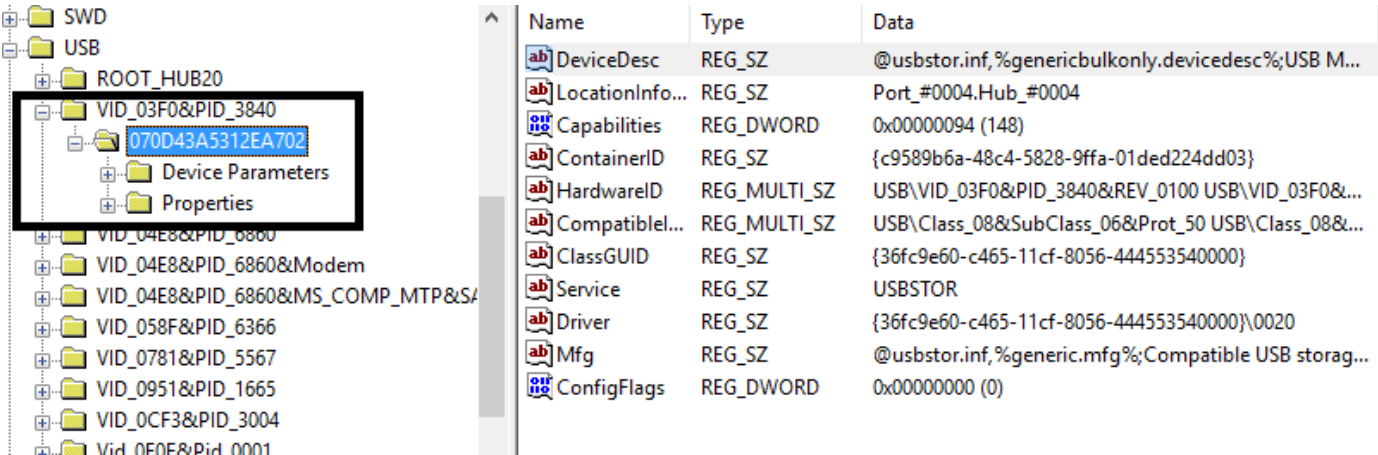 SWD
USB
ROOT_HUB20
VID_03F0&PID_3840
070D43A5312EA702
Device Parameters
Properties
VID_04E8&PID_6860
VID_04E8&PID_6860&Modem
VID_04E8&PID_6860&MS_COMP_MTP&SA
VID_058F&PID_6366
VID_0781&PID_5567
VID_0951&PID_1665
VID_0CF3&PID_3004
Vid_0E0F&Pid_0001
Name Type Data
DeviceDesc REG_SZ @usbstor.inf,%genericbulkonly.devicedesc%;USB M...
LocationInfo... REG_SZ Port_#0004.Hub_#0004
Capabilities REG_DWORD 0x00000094 (148)
ContainerID REG_SZ {c9589b6a-48c4-5828-9ffa-01ded224dd03}
HardwareID REG_MULTI_SZ USB\VID_03F0&PID_3840&REV_0100 USB\VID_03F0&...
CompatibleI... REG_MULTI_SZ USB\Class_08&SubClass_06&Prot_50 USB\Class_08&...
ClassGUID REG_SZ {36fc9e60-c465-11cf-8056-444553540000}
Service REG_SZ USBSTOR
Driver REG_SZ {36fc9e60-c465-11cf-8056-444553540000}\0020
Mfg REG_SZ @usbstor.inf,%generic.mfg%;Compatible USB storag...
ConfigFlags REG_DWORD 0x00000000 (0)